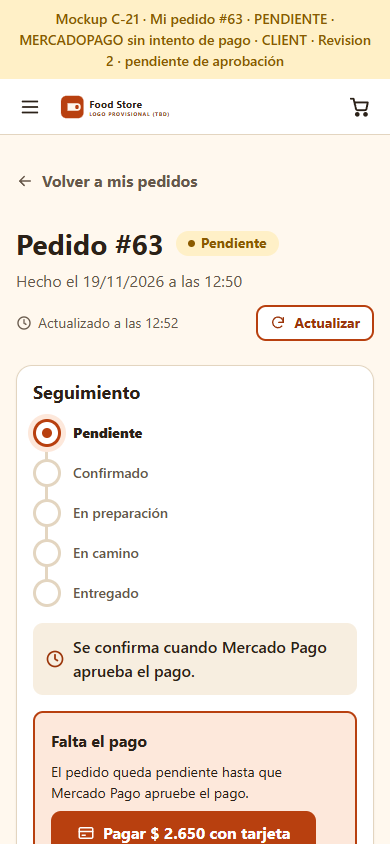 Mockup C-21 · Mi pedido #63 · PENDIENTE ·
MERCADOPAGO sin intento de pago · CLIENT · Revision
2 · pendiente de aprobación
Food Store
LOGO PROVISIONAL (TBD)
Volver a mis pedidos
Pedido #63
Pendiente
Hecho el 19/11/2026 a las 12:50
Actualizado a las 12:52
Actualizar
Seguimiento
Pendiente
Confirmado
En preparación
En camino
Entregado
Se confirma cuando Mercado Pago
aprueba el pago.
Falta el pago
El pedido queda pendiente hasta que
Mercado Pago apruebe el pago.
Pagar $ 2.650 con tarjeta